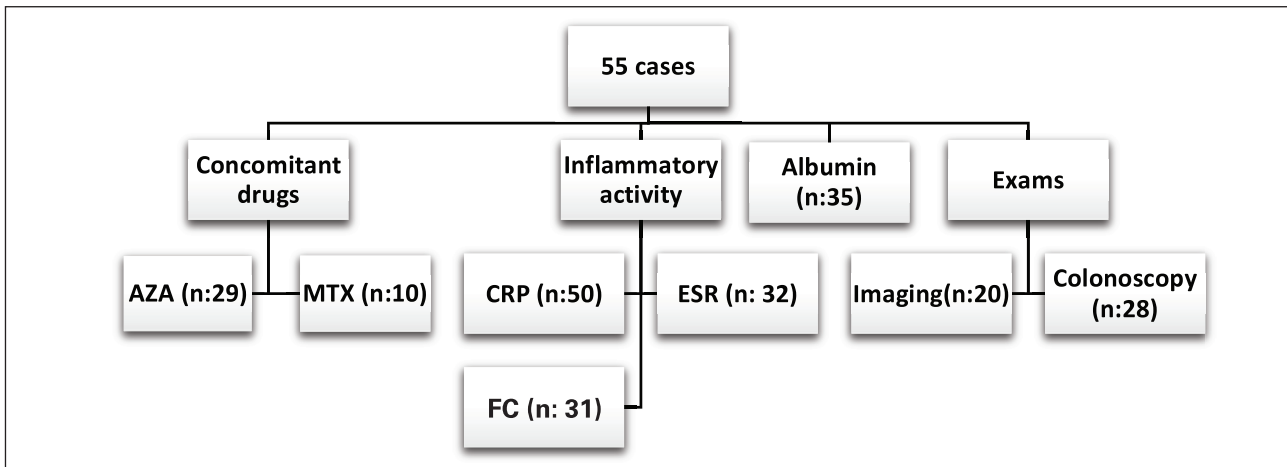 55 cases
Concomitant
drugs
Inflammatory
activity
Albumin
(n:35)
Exams
AZA (n:29)
MTX (n:10)
CRP (n:50)
ESR (n: 32)
Imaging(n:20)
Colonoscopy
(n:28)
FC (n: 31)